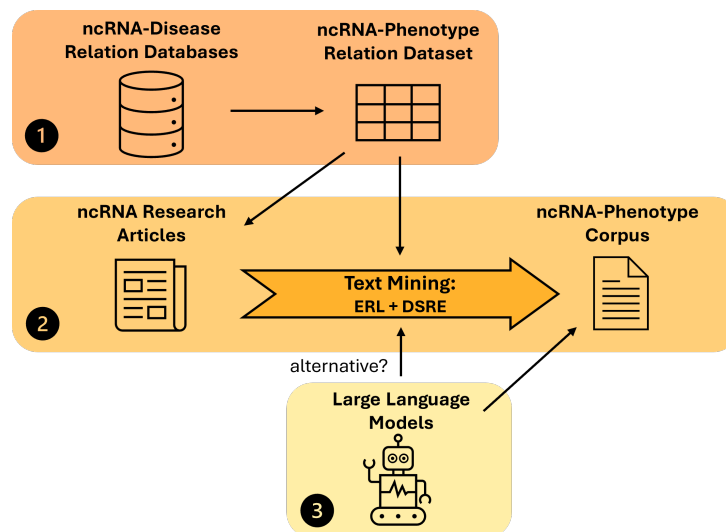 ncRNA-Disease
Relation Databases
ncRNA-Phenotype
Relation Dataset
1
ncRNA Research
Articles
ncRNA-Phenotype
Corpus
Text Mining:
ERL + DSRE
2
alternative?
Large Language
Models
3